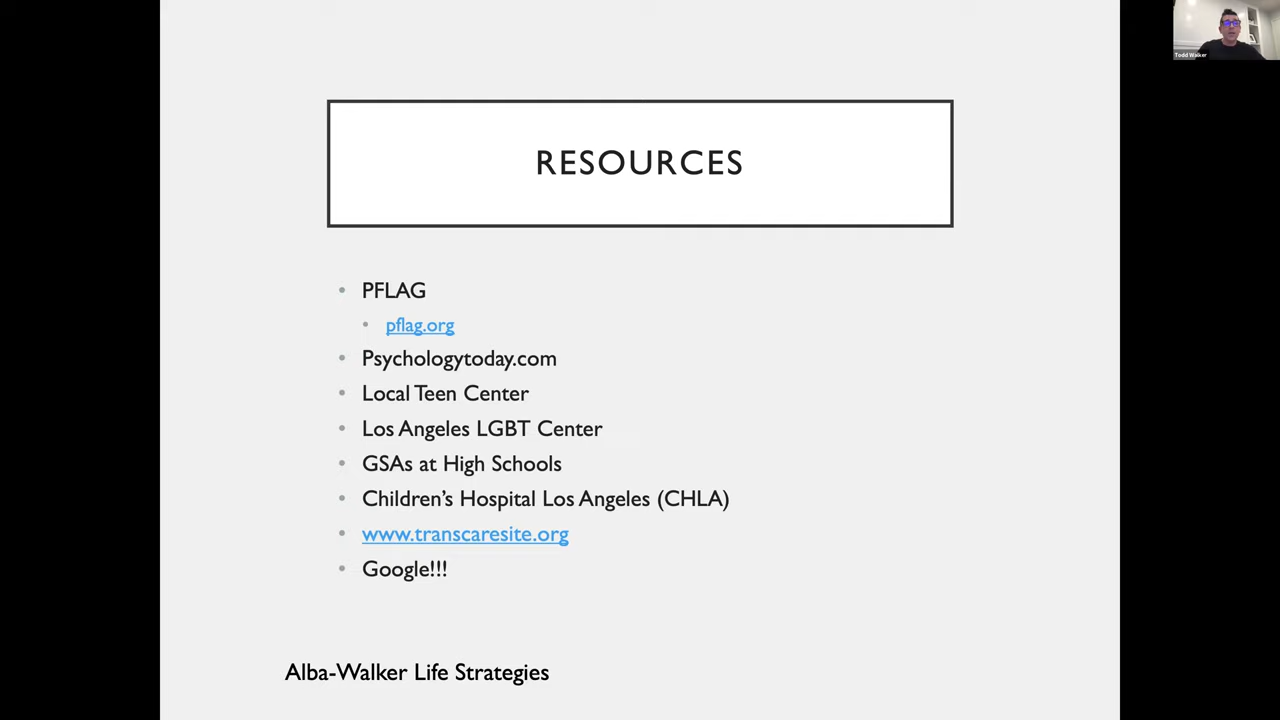 Todd Walker
RESOURCES
• PFLAG
• pflag.org
• Psychologytoday.com
• Local Teen Center
• Los Angeles LGBT Center
• GSAs at High Schools
• Children’s Hospital Los Angeles (CHLA)
• www.transcaresite.org
• Google!!!
Alba-Walker Life Strategies